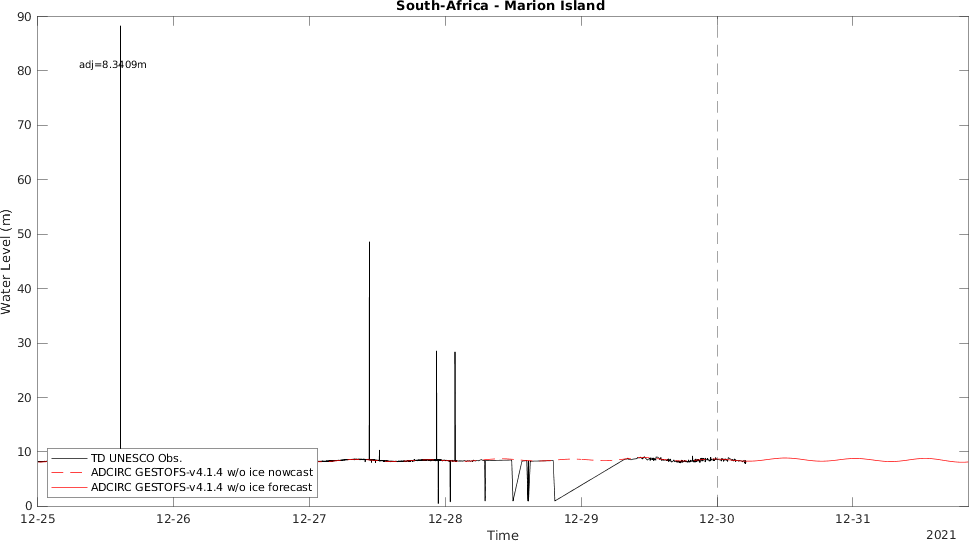 South-Africa - Marion Island
adj=8.3409m
Water Level (m)
90
80
70
60
50
40
30
20
10
0
TD UNESCO Obs.
ADCIRC GESTOFS-v4.1.4 w/o ice nowcast
ADCIRC GESTOFS-v4.1.4 w/o ice forecast
12-25 12-26 12-27 12-28 12-29 12-30 12-31
Time
2021